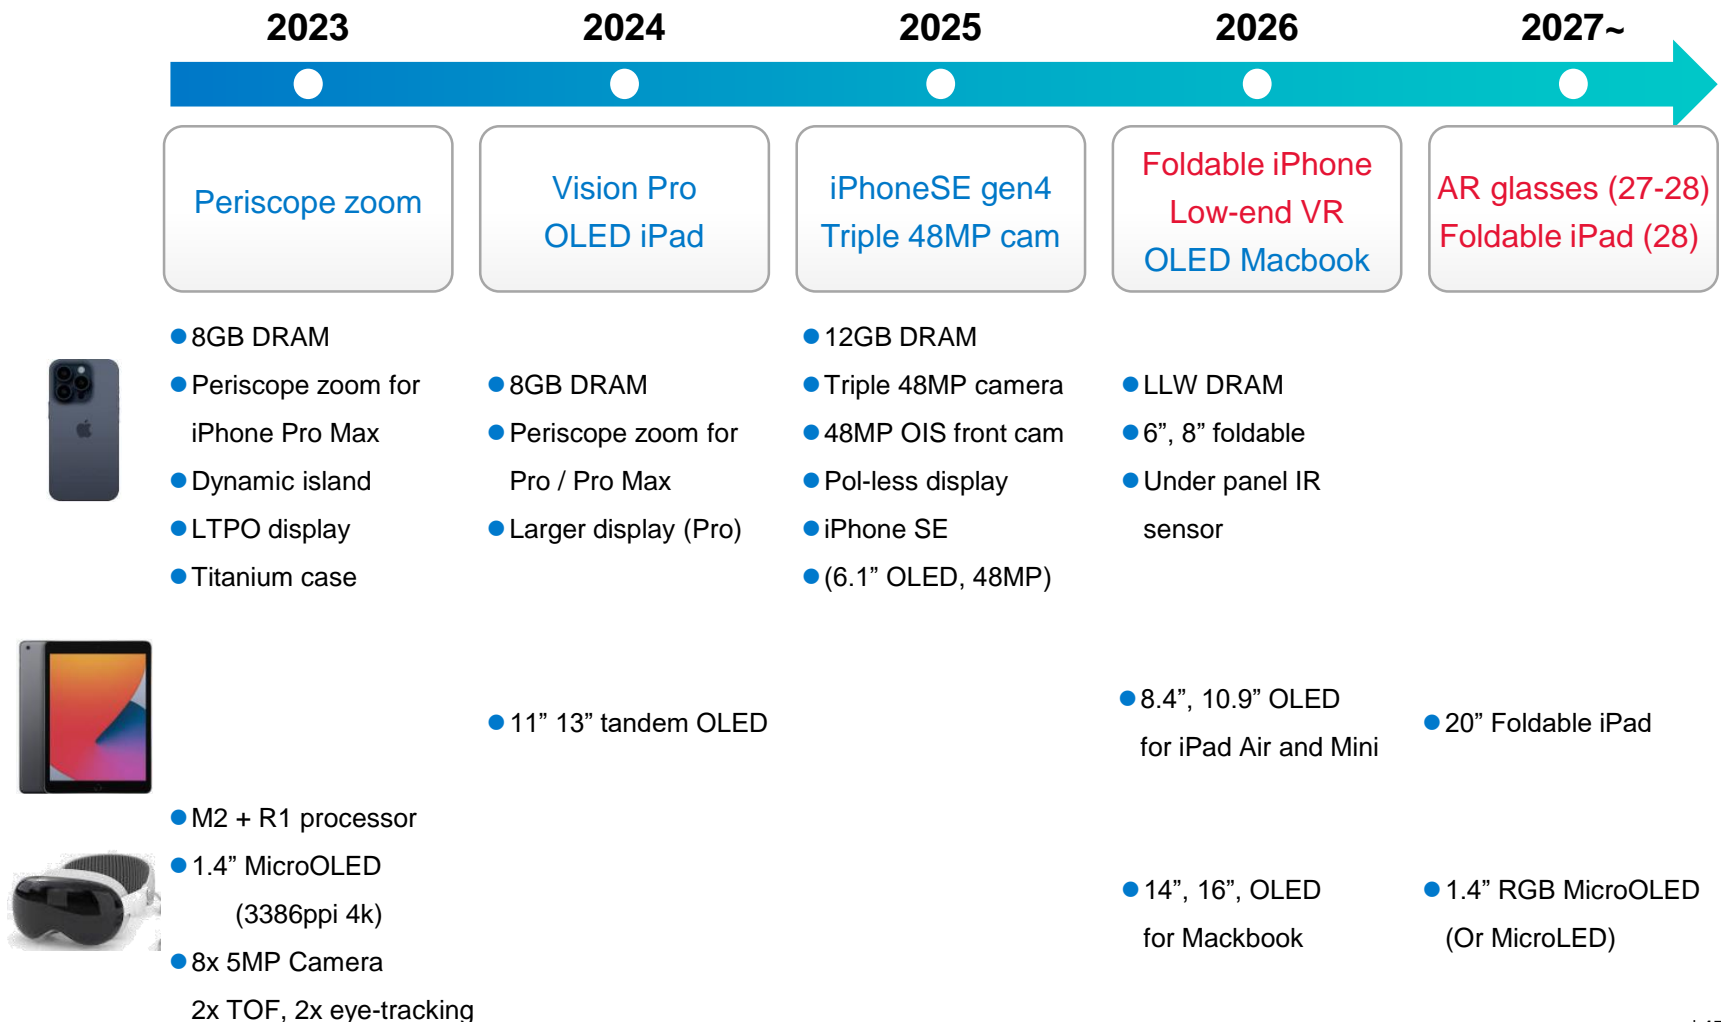 2023
2024
2025
2026
2027~
Periscope zoom
Vision Pro
OLED iPad
iPhoneSE gen4
Triple 48MP cam
Foldable iPhone
Low-end VR
OLED Macbook
AR glasses (27-28)
Foldable iPad (28)
●8GB DRAM
●Periscope zoom for
iPhone Pro Max
●Dynamic island
●LTPO display
●Titanium case
●8GB DRAM
●Periscope zoom for
Pro / Pro Max
●Larger display (Pro)
●12GB DRAM
●Triple 48MP camera
●48MP OIS front cam
●Pol-less display
●iPhone SE
●(6.1” OLED, 48MP)
●LLW DRAM
●6”, 8” foldable
●Under panel IR
sensor
●11” 13” tandem OLED
●8.4”, 10.9” OLED
for iPad Air and Mini
●20” Foldable iPad
●M2 + R1 processor
●1.4” MicroOLED
(3386ppi 4k)
●8x 5MP Camera
2x TOF, 2x eye-tracking
●14”, 16”, OLED
for Mackbook
●1.4” RGB MicroOLED
(Or MicroLED)